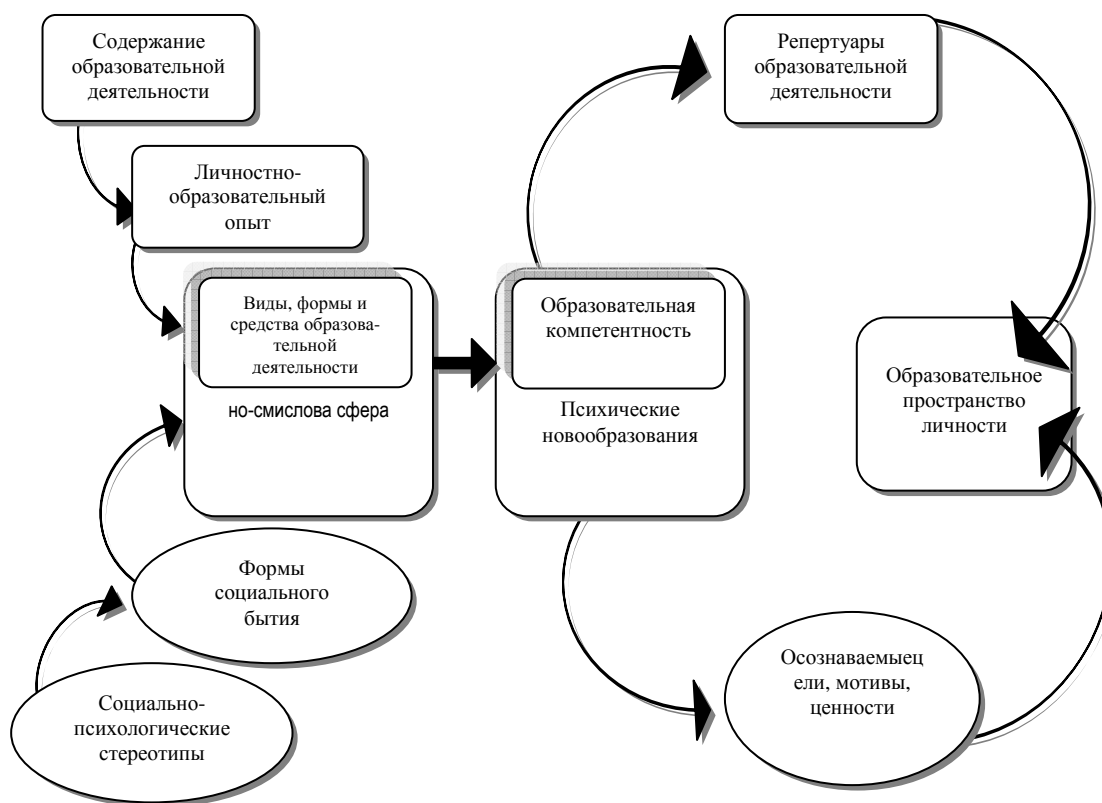 Содержание
образовательной
деятельности
Личностно-
образовательный
опыт
Виды, формы и
средства образова-
тельной
деятельности
но-смислова сфера
Формы
социального
бытия
Социально-
психологические
стереотипы
Образовательная
компетентность
Психические
новообразования
Репертуары
образовательной
деятельности
Образовательное
пространство
личности
Осознаваемыец
ели, мотивы,
ценности